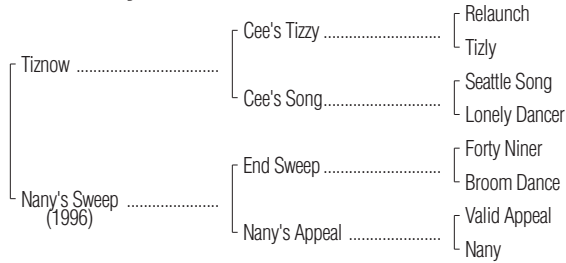 Relaunch
Cee's Tizzy ..............................
Tizly
Tiznow ....................................
Seattle Song
Cee's Song..............................
Lonely Dancer
Forty Niner
End Sweep ..............................
Broom Dance
Nany's Sweep .......................
(1996)
Valid Appeal
Nany's Appeal .......................
Nany